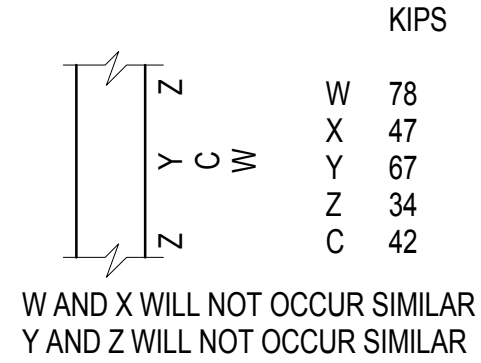 KIPS
Z
Y C W
Z
W 78
X 47
Y 67
Z 34
C 42
W AND X WILL NOT OCCUR SIMILAR
Y AND Z WILL NOT OCCUR SIMILAR